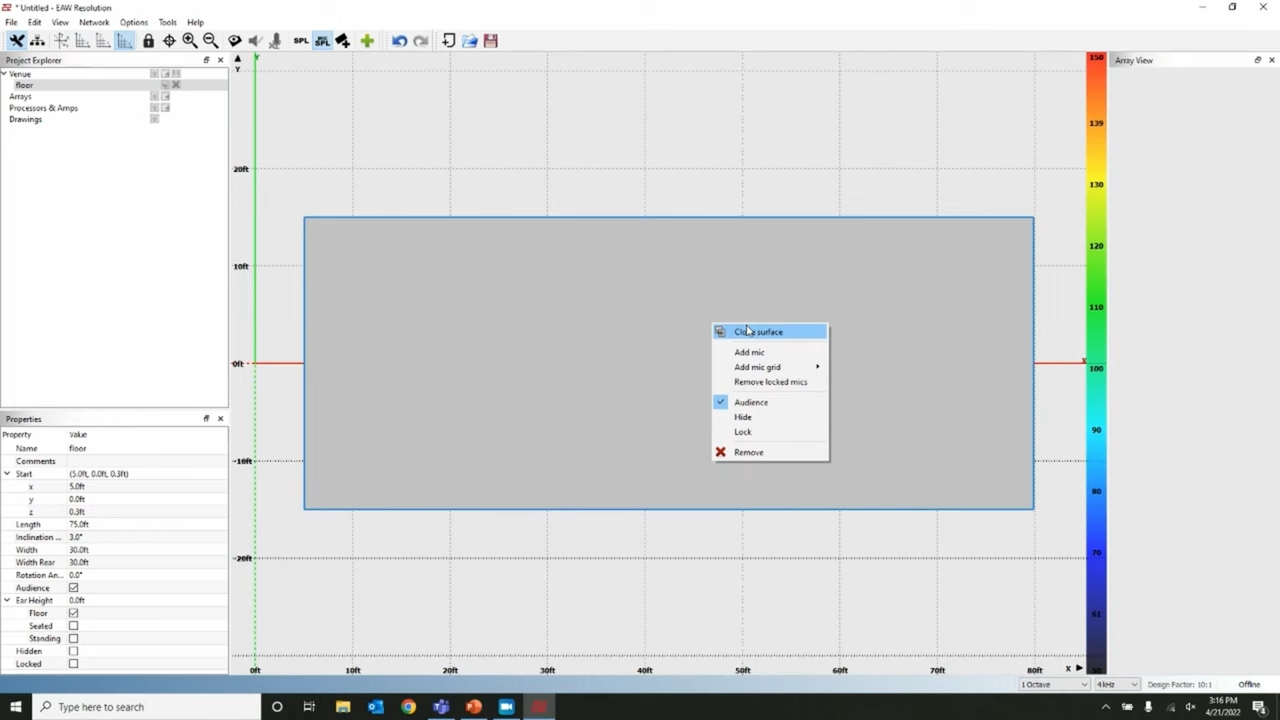 * Untitled - EAW Resolution
File Edit View Network Options Tools Help
SPL MIC SPL
Project Explorer
Venue
floor
Arrays
Processors & Amps
Drawings
Array View
Y
Y
20ft
10ft
0ft
-10ft
-20ft
0ft 10ft 20ft 30ft 40ft 50ft 60ft 70ft 80ft X
X
150
139
130
120
110
100
90
80
70
61
surface
Add mic
Add mic grid
Remove locked mics
Audience
Hide
Lock
Remove
Properties
Property Value
Name floor
Comments
Start (5.0ft, 0.0ft, 0.3ft)
x 5.0ft
y 0.0ft
z 0.3ft
Length 75.0ft
Inclination ... 3.0°
Width 30.0ft
Width Rear 30.0ft
Rotation An... 0.0°
Audience
Ear Height 0.0ft
Floor
Seated
Standing
Hidden
Locked
1 Octave 4 kHz Design Factor: 10:1 Offline
Type here to search
3:16 PM
4/21/2022